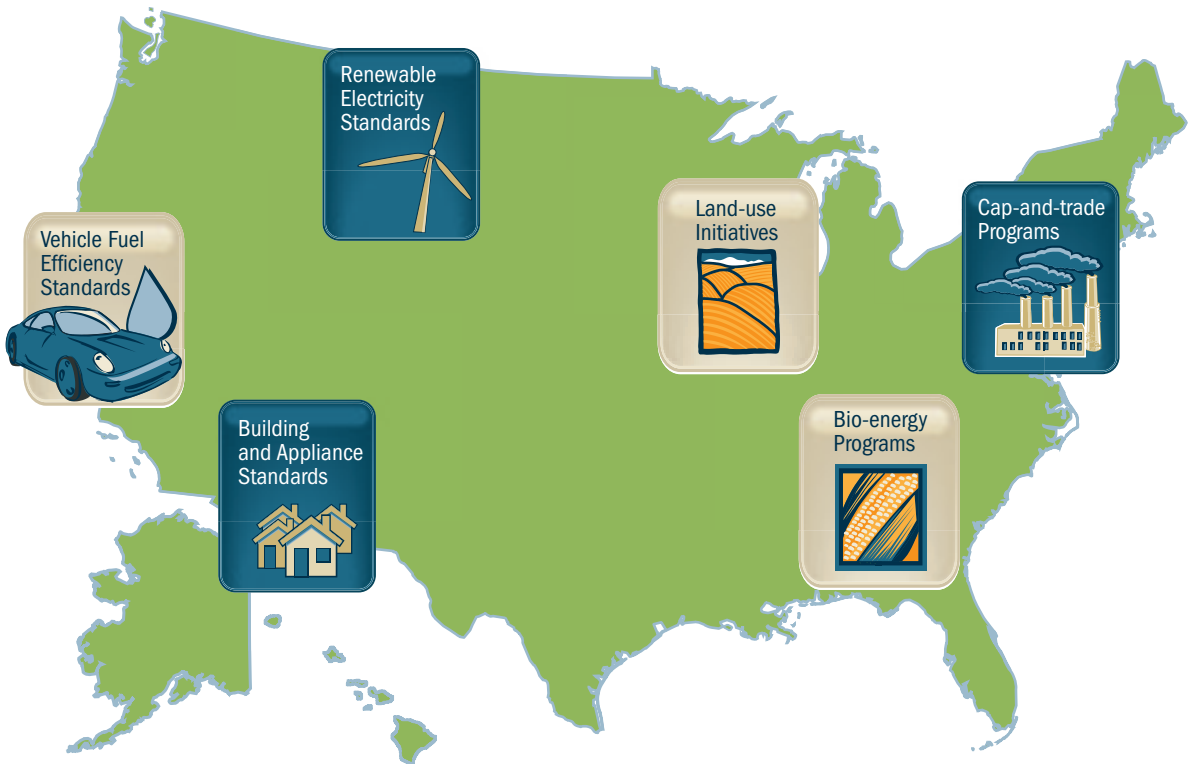 Renewable
Electricity
Standards
Land-use
Initiatives
Cap-and-trade
Programs
Vehicle Fuel
Efficiency
Standards
Building
and Appliance
Standards
Bio-energy
Programs